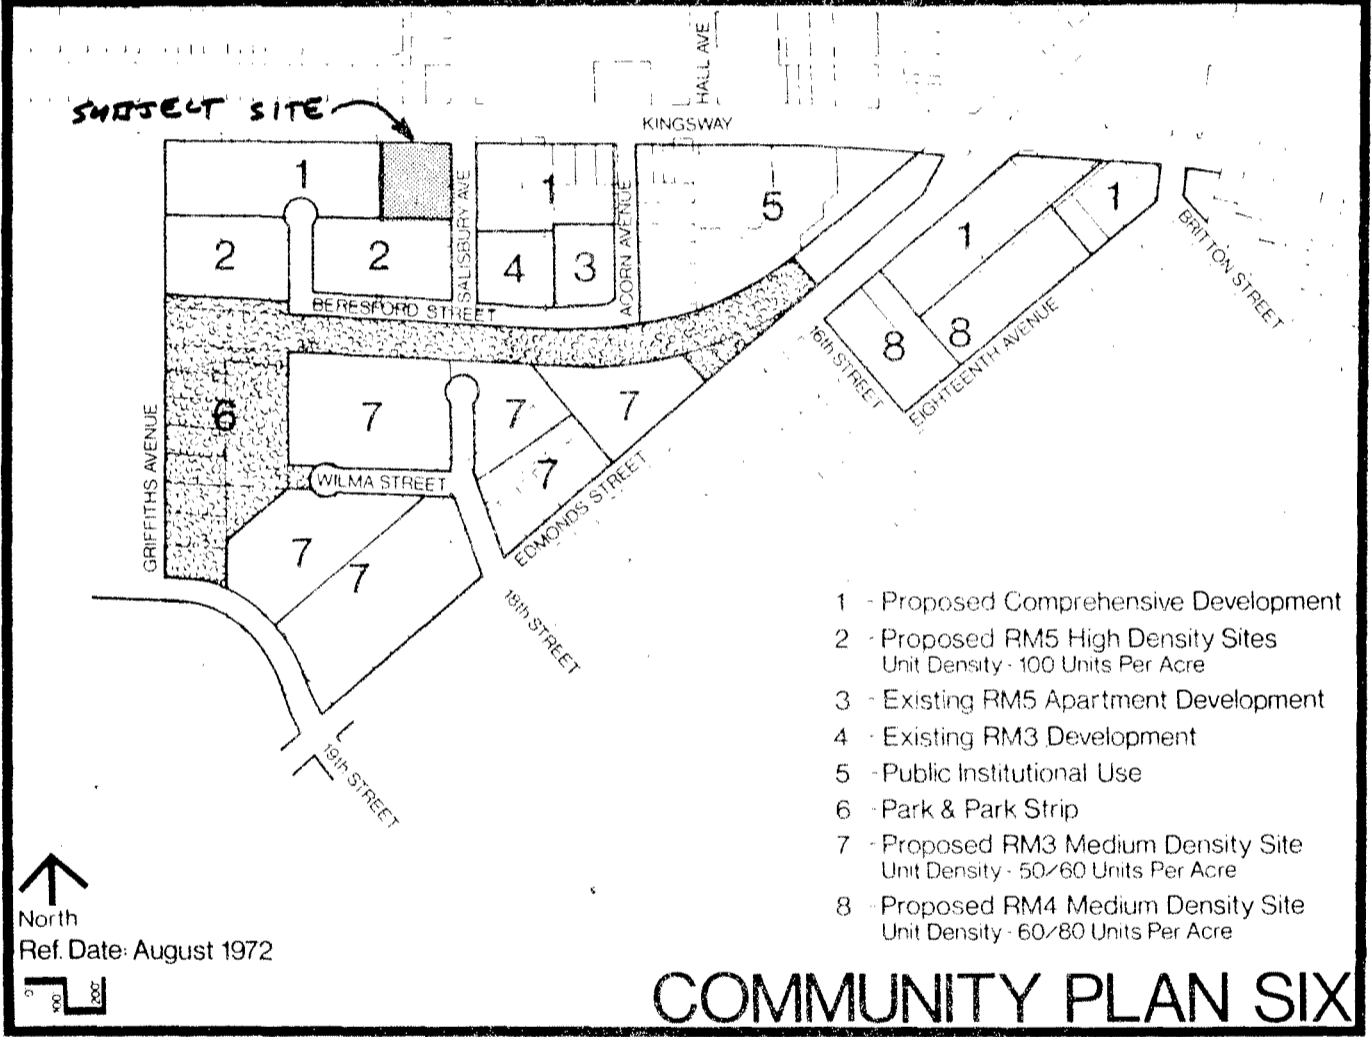 HALL AVE
SUBJECT SITE
KINGSWAY
1
1
5
1
1
2
2
SALISBURY AVE
4
3
ACORN AVENUE
BRITTON STREET
BERESFORD STREET
16th STREET
8
8
EIGHTEENTH AVENUE
GRIFFITHS AVENUE
6
7
7
7
7
WILMA STREET
EDMONDS STREET
7
7
18th STREET
19th STREET
1 - Proposed Comprehensive Development
2 - Proposed RM5 High Density Sites
Unit Density - 100 Units Per Acre
3 - Existing RM5 Apartment Development
4 - Existing RM3 Development
5 - Public Institutional Use
6 - Park & Park Strip
7 - Proposed RM3 Medium Density Site
Unit Density - 50/60 Units Per Acre
8 - Proposed RM4 Medium Density Site
Unit Density - 60/80 Units Per Acre
North
Ref. Date: August 1972
0 100 200'
COMMUNITY PLAN SIX